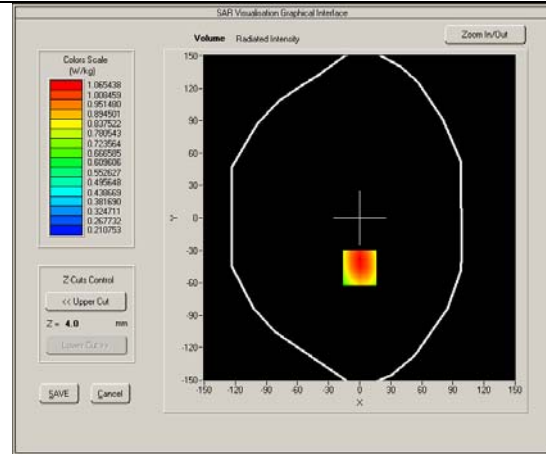 SAR Visualisation Graphical Interface
Volume Radiated Intensity
Zoom In/Out
Colors Scale
(W/kg)
1.065438
1.008459
0.951480
0.894501
0.837522
0.780543
0.723564
0.666585
0.609606
0.552627
0.495648
0.438669
0.381690
0.324711
0.267732
0.210753
Z Cuts Control
<< Upper Cut
Z = 4.0 mm
Lower Cut >>
SAVE Cancel
150-
90-
30-
0-
-30-
-60-
-90-
-150-
Y
-150 -120 -90 -60 -30 0 30 60 90 120 150
X